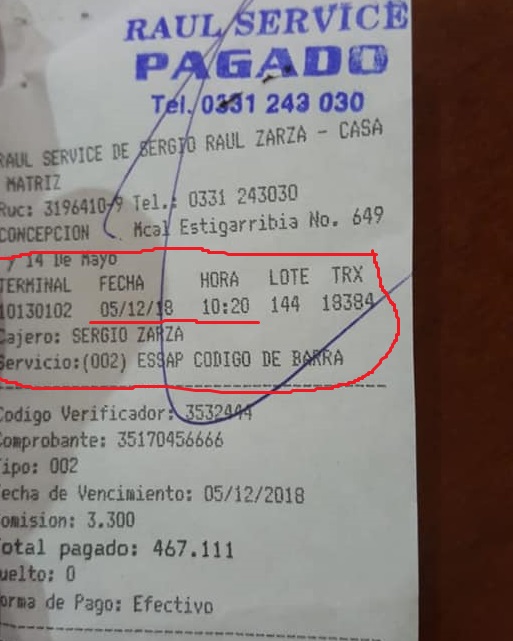 RAUL SERVICE
PAGADO
Tel. 0331 243 030
RAUL SERVICE DE SERGIO RAUL ZARZA - CASA
MATRIZ
Ruc: 3196410-9 Tel.: 0331 243030
CONCEPCION Mcal Estigarribia No. 649
y 14 De Mayo
TERMINAL FECHA HORA LOTE TRX
10130102 05/12/18 10:20 144 18384
Cajero: SERGIO ZARZA
Servicio:(002) ESSAP CODIGO DE BARRA
Codigo Verificador: 3532444
Comprobante: 35170456666
Tipo: 002
Fecha de Vencimiento: 05/12/2018
Comision: 3.300
Total pagado: 467.111
Vuelto: 0
Forma de Pago: Efectivo